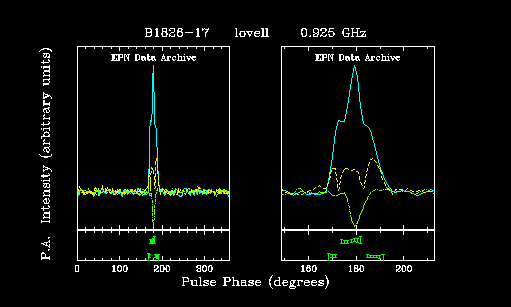 B1826-17 lovell 0.925 GHz
EPN Data Archive EPN Data Archive
P.A. Intensity (arbitrary units)
0 100 200 300 160 180 200
Pulse Phase (degrees)